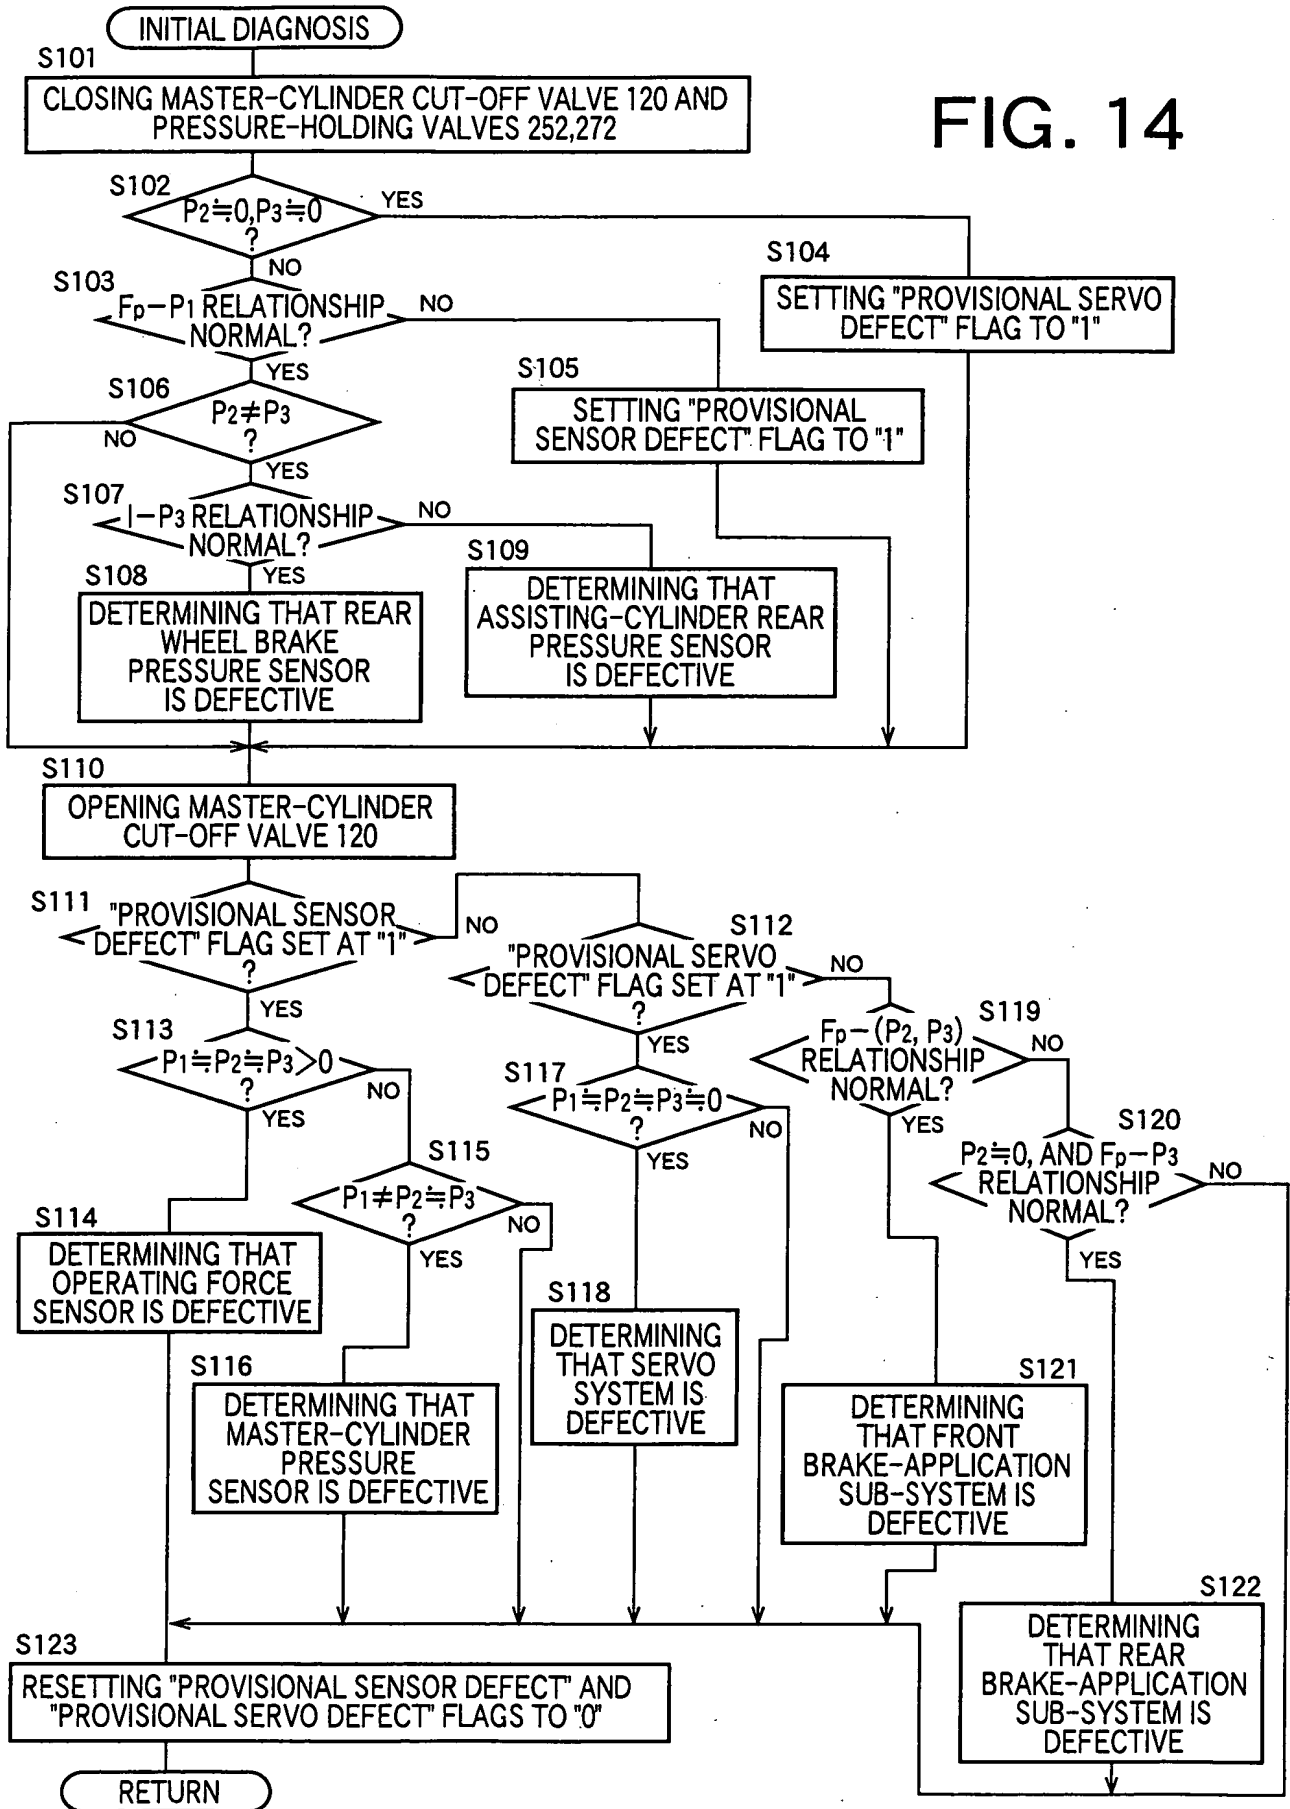 INITIAL DIAGNOSIS
FIG. 14
S101
CLOSING MASTER-CYLINDER CUT-OFF VALVE 120 AND
PRESSURE-HOLDING VALVES 252,272
S102
P2≒0,P3≒0
?
YES
NO
S103
Fp−P1 RELATIONSHIP
NORMAL?
NO
YES
S104
SETTING "PROVISIONAL SERVO
DEFECT" FLAG TO "1"
S105
SETTING "PROVISIONAL
SENSOR DEFECT" FLAG TO "1"
S106
P2≠P3
?
NO
YES
S107
I−P3 RELATIONSHIP
NORMAL?
NO
YES
S108
DETERMINING THAT REAR
WHEEL BRAKE
PRESSURE SENSOR
IS DEFECTIVE
S109
DETERMINING THAT
ASSISTING-CYLINDER REAR
PRESSURE SENSOR
IS DEFECTIVE
S110
OPENING MASTER-CYLINDER
CUT-OFF VALVE 120
S111
"PROVISIONAL SENSOR
DEFECT" FLAG SET AT "1"
?
NO
YES
S112
"PROVISIONAL SERVO
DEFECT" FLAG SET AT "1"
?
NO
YES
S113
P1≒P2≒P3>0
?
NO
YES
S114
DETERMINING THAT
OPERATING FORCE
SENSOR IS DEFECTIVE
S115
P1≠P2≒P3
?
NO
YES
S116
DETERMINING THAT
MASTER-CYLINDER
PRESSURE
SENSOR IS DEFECTIVE
S117
P1≒P2≒P3≒0
?
NO
YES
S118
DETERMINING
THAT SERVO
SYSTEM IS
DEFECTIVE
S119
Fp−(P2, P3)
RELATIONSHIP
NORMAL?
NO
YES
S120
P2≒0, AND Fp−P3
RELATIONSHIP
NORMAL?
NO
YES
S121
DETERMINING
THAT FRONT
BRAKE-APPLICATION
SUB-SYSTEM IS
DEFECTIVE
S122
DETERMINING
THAT REAR
BRAKE-APPLICATION
SUB-SYSTEM IS
DEFECTIVE
S123
RESETTING "PROVISIONAL SENSOR DEFECT" AND
"PROVISIONAL SERVO DEFECT" FLAGS TO "0"
RETURN